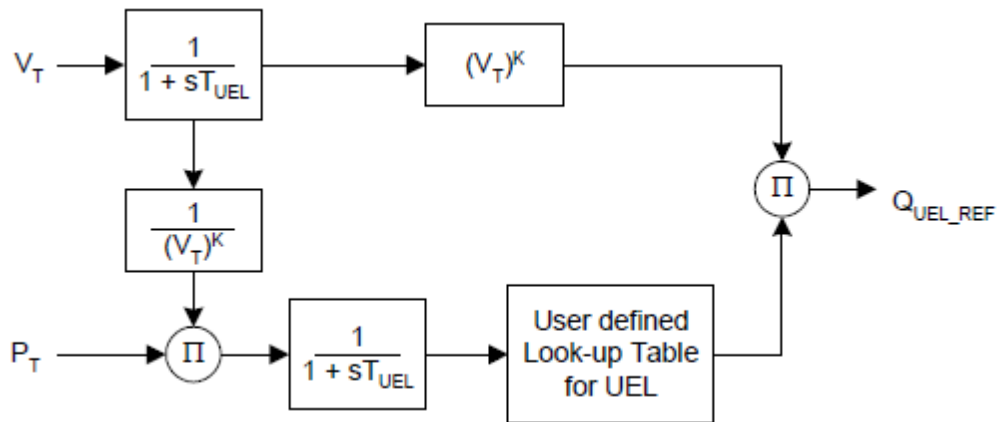 V_T
1
1 + sT_UEL
(V_T)^K
Π
Q_UEL_REF
1
(V_T)^K
P_T
Π
1
1 + sT_UEL
User defined
Look-up Table
for UEL